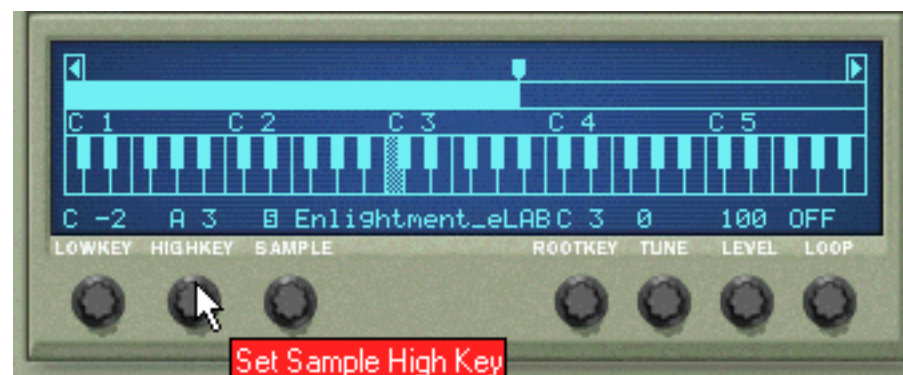 C 1 C 2 C 3 C 4 C 5
C -2 A 3 S Enlightment_eLAB C 3 0 100 OFF
LOWKEY HIGHKEY SAMPLE ROOTKEY TUNE LEVEL LOOP
Set Sample High Key